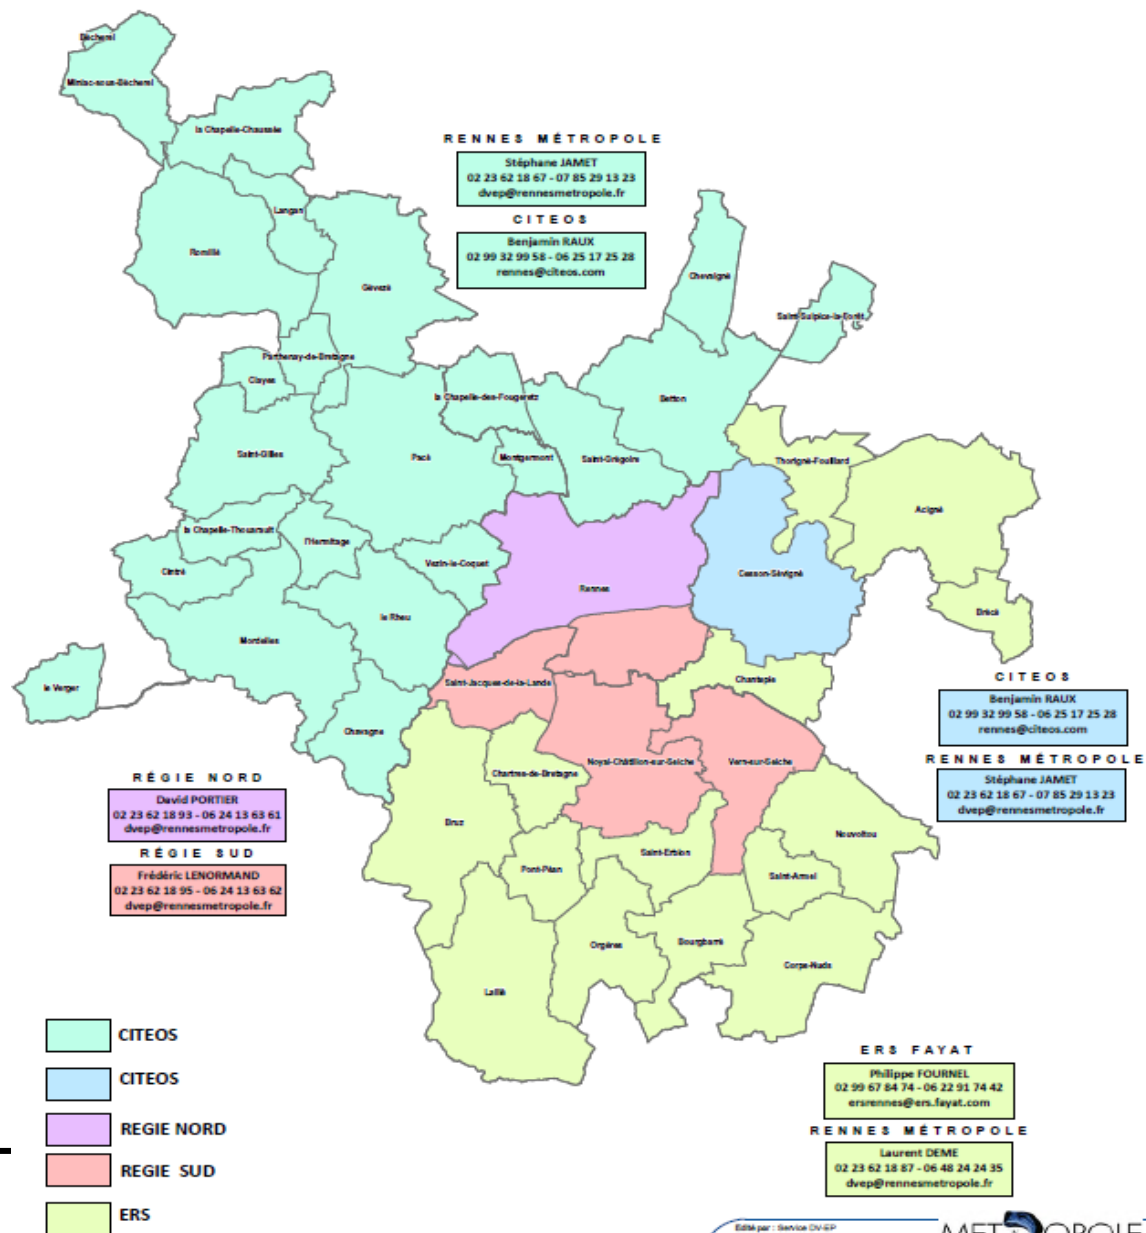 Bécherel
Miniac-sous-Bécherel
la Chapelle-Chaussée
RENNES MÉTROPOLE
Stéphane JAMET
02 23 62 18 67 - 07 85 29 13 23
dvep@rennesmetropole.fr
CITEOS
Benjamin RAUX
02 99 32 99 58 - 06 25 17 25 28
rennes@citeos.com
Langan
Romillé
Gévezé
Chevaigné
Saint-Sulpice-la-Forêt
Parthenay-de-Bretagne
Clayes
la Chapelle-des-Fougeretz
Betton
Saint-Gilles
Pacé
Montgermont
Saint-Grégoire
Thorigné-Fouillard
Acigné
la Chapelle-Thouarault
l'Hermitage
Cintré
Vezin-le-Coquet
Rennes
Cesson-Sévigné
Brécé
le Rheu
Mordelles
le Verger
Saint-Jacques-de-la-Lande
Chantepie
Chavagne
CITEOS
Benjamin RAUX
02 99 32 99 58 - 06 25 17 25 28
rennes@citeos.com
RENNES MÉTROPOLE
Stéphane JAMET
02 23 62 18 67 - 07 85 29 13 23
dvep@rennesmetropole.fr
Chartres-de-Bretagne
Noyal-Châtillon-sur-Seiche
Vern-sur-Seiche
RÉGIE NORD
David PORTIER
02 23 62 18 93 - 06 24 13 63 61
dvep@rennesmetropole.fr
RÉGIE SUD
Frédéric LENORMAND
02 23 62 18 95 - 06 24 13 63 62
dvep@rennesmetropole.fr
Bruz
Nouvoitou
Saint-Erblon
Pont-Péan
Saint-Armel
Orgères
Bourgbarré
Corps-Nuds
Laillé
ERS FAYAT
Philippe FOURNEL
02 99 67 84 74 - 06 22 91 74 42
ersrennes@ers.fayat.com
RENNES MÉTROPOLE
Laurent DEME
02 23 62 18 87 - 06 48 24 24 35
dvep@rennesmetropole.fr
CITEOS
CITEOS
REGIE NORD
REGIE SUD
ERS
Edité par : Service DV-EP
METROPOLE